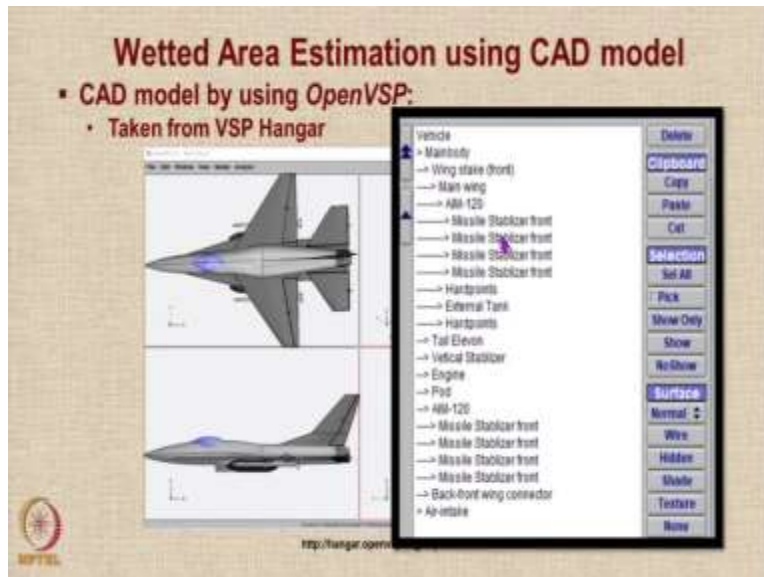 Wetted Area Estimation using CAD model
▪ CAD model by using OpenVSP:
• Taken from VSP Hangar
Vehicle
> Mainbody
--> Wing stake (front)
---> Main wing
---> AIM-120
----> Missile Stablizer front
----> Missile Stablizer front
----> Missile Stablizer front
----> Missile Stablizer front
---> Hardpoints
---> External Tank
---> Hardpoints
--> Tail Elevon
--> Vetical Stablizer
--> Engine
--> Pod
--> AIM-120
---> Missile Stablizer front
---> Missile Stablizer front
---> Missile Stablizer front
---> Missile Stablizer front
--> Back-front wing connector
> Air-intake
Delete
Clipboard
Copy
Paste
Cut
Selection
Sel All
Pick
Show Only
Show
NoShow
Surface
Normal
Wire
Hidden
Shade
Texture
None
http://hangar.openv
NPTEL